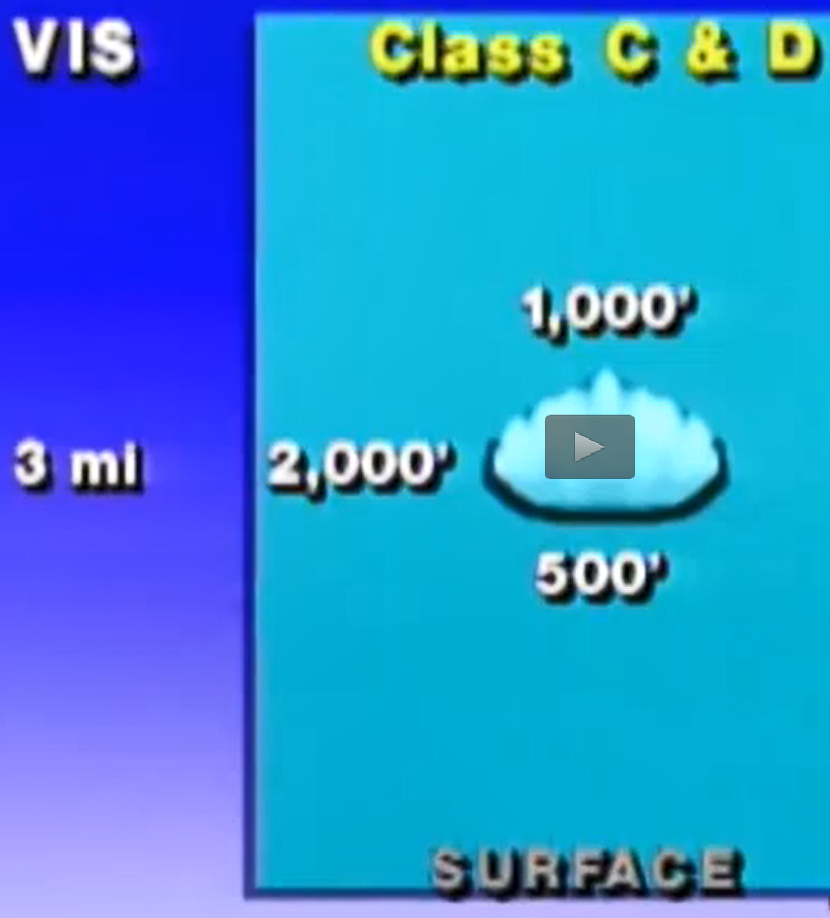 VIS
Class C & D
1,000'
3 mi
2,000'
500'
SURFACE